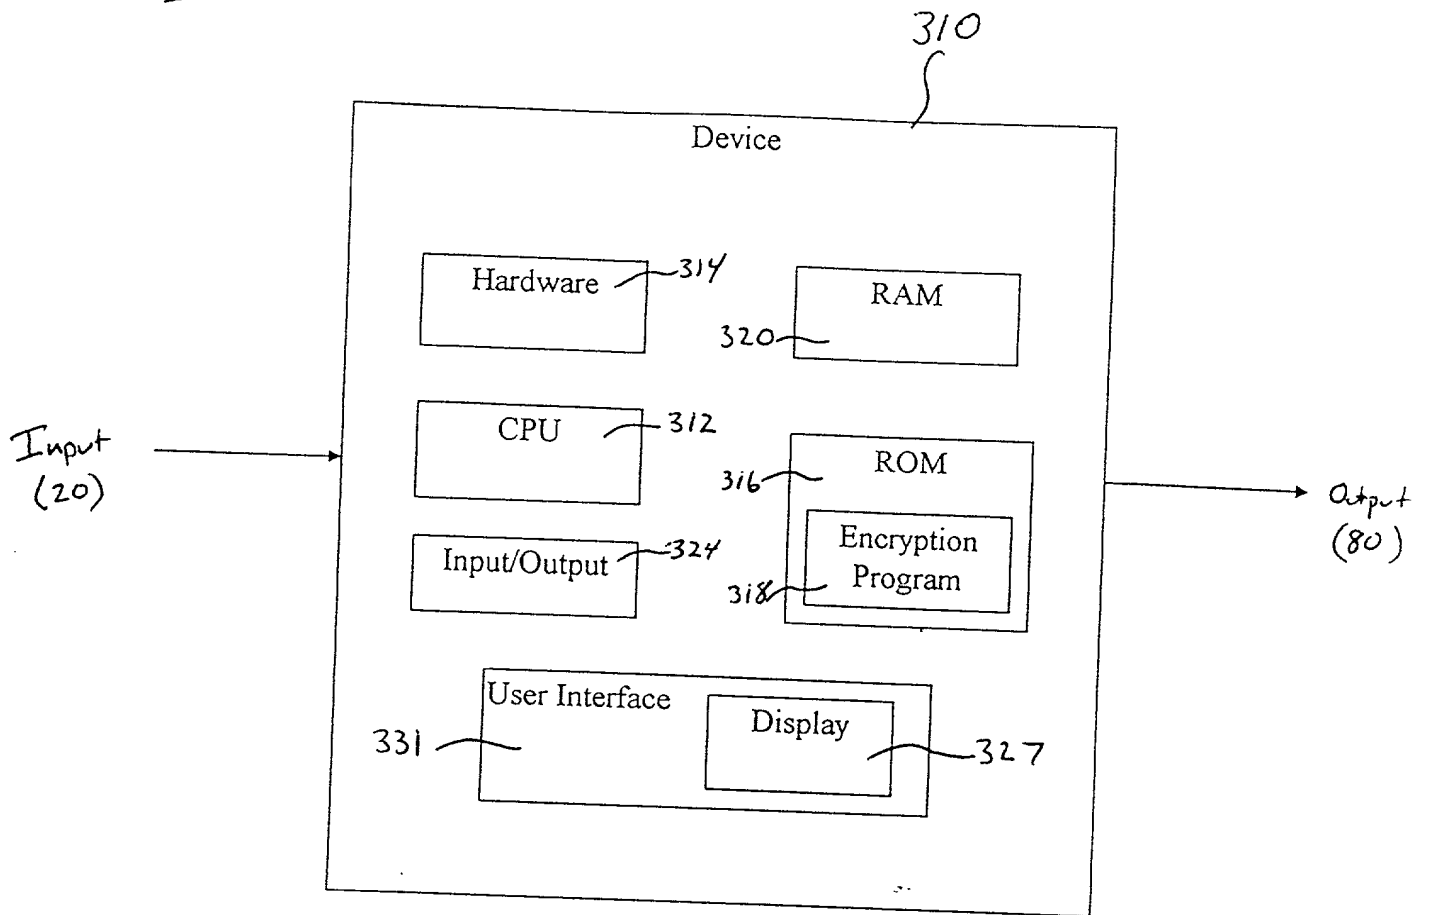 310
Device
Hardware
314
RAM
320
CPU
312
Input
(20)
ROM
316
Output
(80)
Input/Output
324
Encryption
Program
318
User Interface
Display
331
327